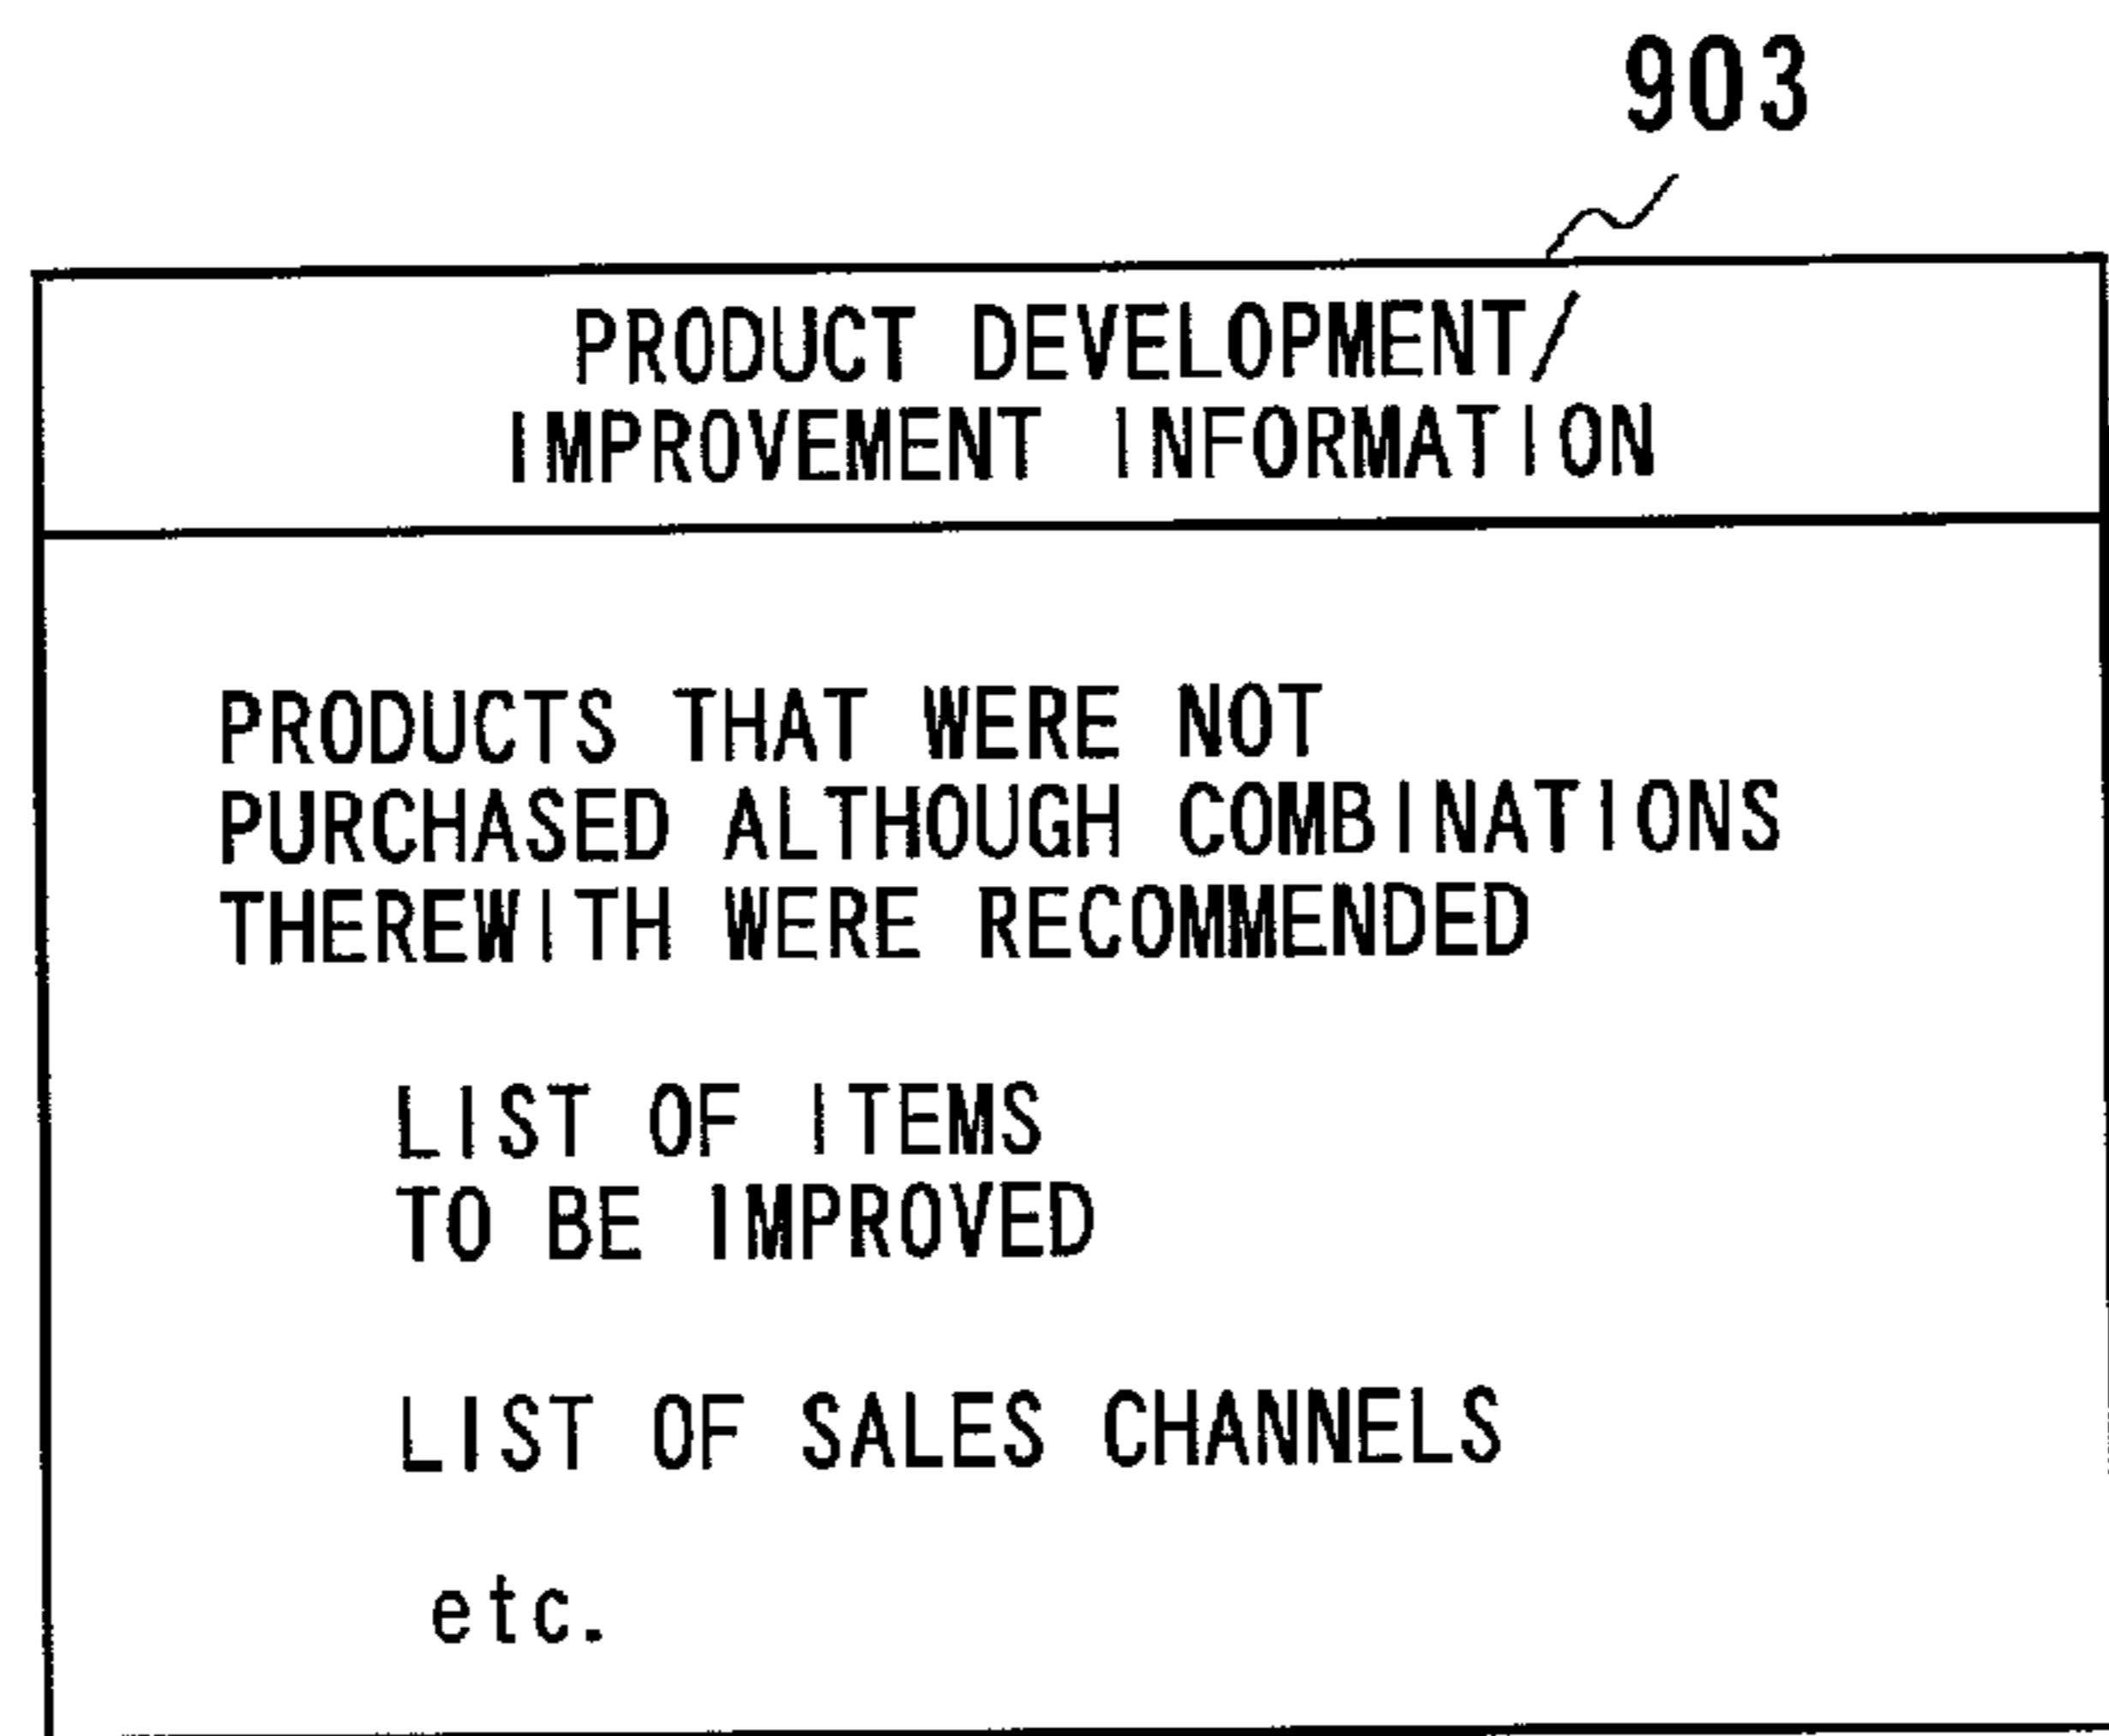 903
PRODUCT DEVELOPMENT/
IMPROVEMENT INFORMATION
PRODUCTS THAT WERE NOT
PURCHASED ALTHOUGH COMBINATIONS
THEREWITH WERE RECOMMENDED
LIST OF ITEMS
TO BE IMPROVED
LIST OF SALES CHANNELS
etc.